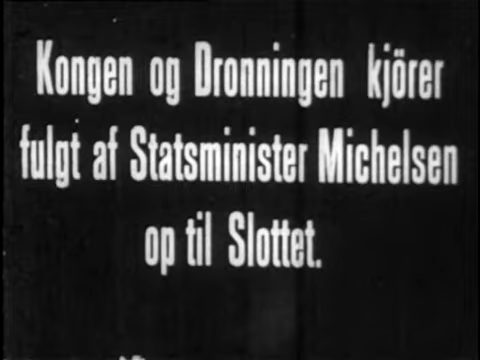 Kongen og Dronningen kjörer
fulgt af Statsminister Michelsen
op til Slottet.